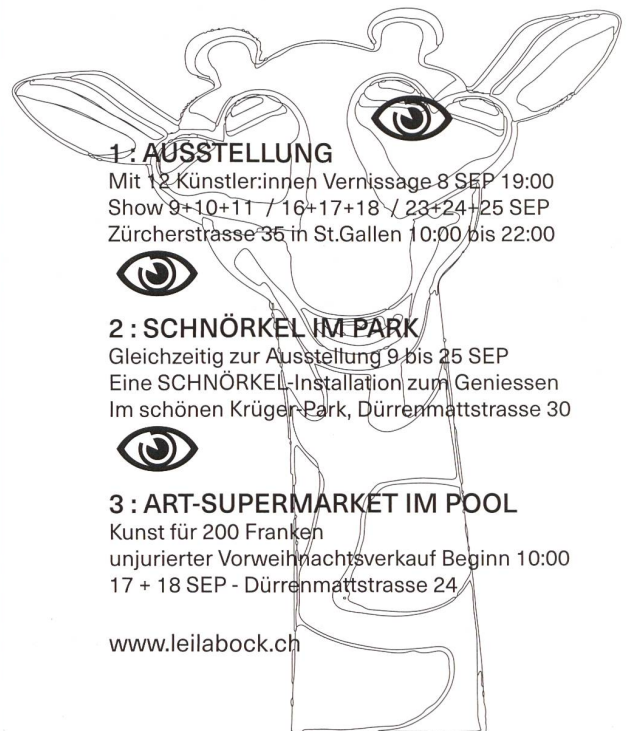 1 : AUSSTELLUNG
Mit 12 Künstler:innen Vernissage 8 SEP 19:00
Show 9+10+11 / 16+17+18 / 23+24+25 SEP
Zürcherstrasse 35 in St.Gallen 10:00 bis 22:00
2 : SCHNÖRKEL IM PARK
Gleichzeitig zur Ausstellung 9 bis 25 SEP
Eine SCHNÖRKEL-Installation zum Geniessen
Im schönen Krüger-Park, Dürrenmattstrasse 30
3 : ART-SUPERMARKET IM POOL
Kunst für 200 Franken
unjurierter Vorweihnachtsverkauf Beginn 10:00
17 + 18 SEP - Dürrenmattstrasse 24
www.leilabock.ch